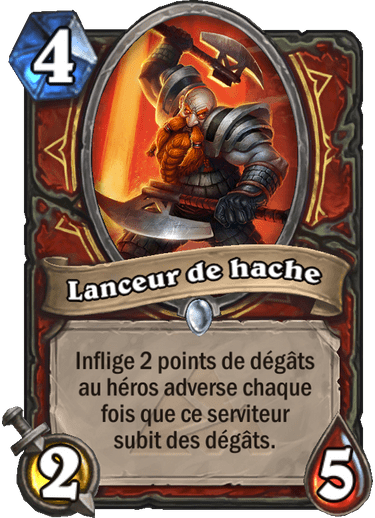 4
Lanceur de hache
Inflige 2 points de dégâts
au héros adverse chaque
fois que ce serviteur
subit des dégâts.
2
5